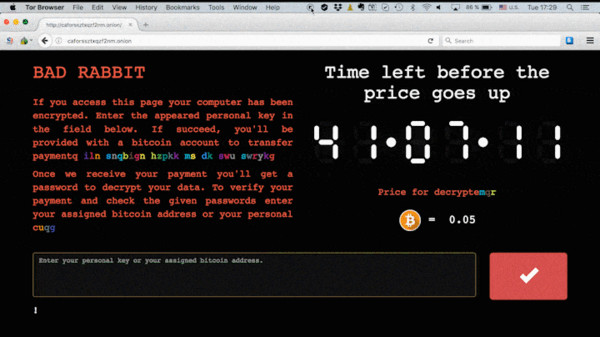 Tor Browser File Edit View History Bookmarks Tools Window Help 86 % U.S. Tue 17:29
http://caforssztxqzf2nm.onion/
caforssztxqzf2nm.onion
Search
BAD RABBIT
If you access this page your computer has been
encrypted. Enter the appeared personal key in
the field below. If succeed, you'll be
provided with a bitcoin account to transfer
paymentq iln snqbign hzpkk ms dk swu swrykg
Once we receive your payment you'll get a
password to decrypt your data. To verify your
payment and check the given passwords enter
your assigned bitcoin address or your personal
cuqg
Time left before the
price goes up
41·07·11
Price for decryptemqr
= 0.05
Enter your personal key or your assigned bitcoin address.